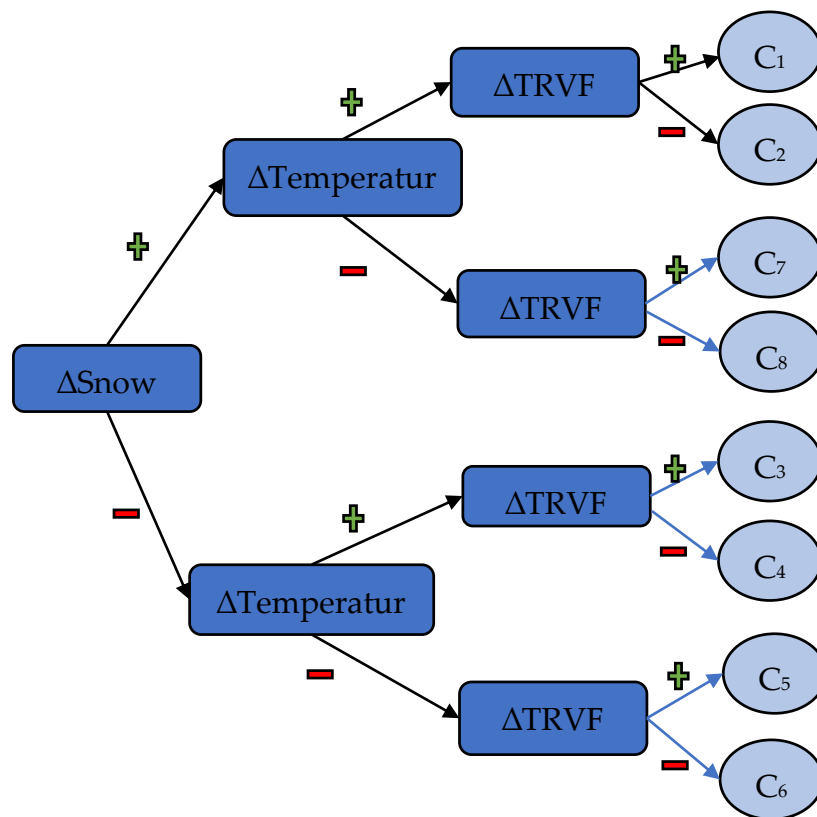 ΔTRVF
+
C₁
+
−
C₂
ΔTemperatur
+
+
C₇
−
ΔTRVF
−
C₈
ΔSnow
+
C₃
ΔTRVF
−
+
−
C₄
ΔTemperatur
−
+
C₅
ΔTRVF
−
C₆